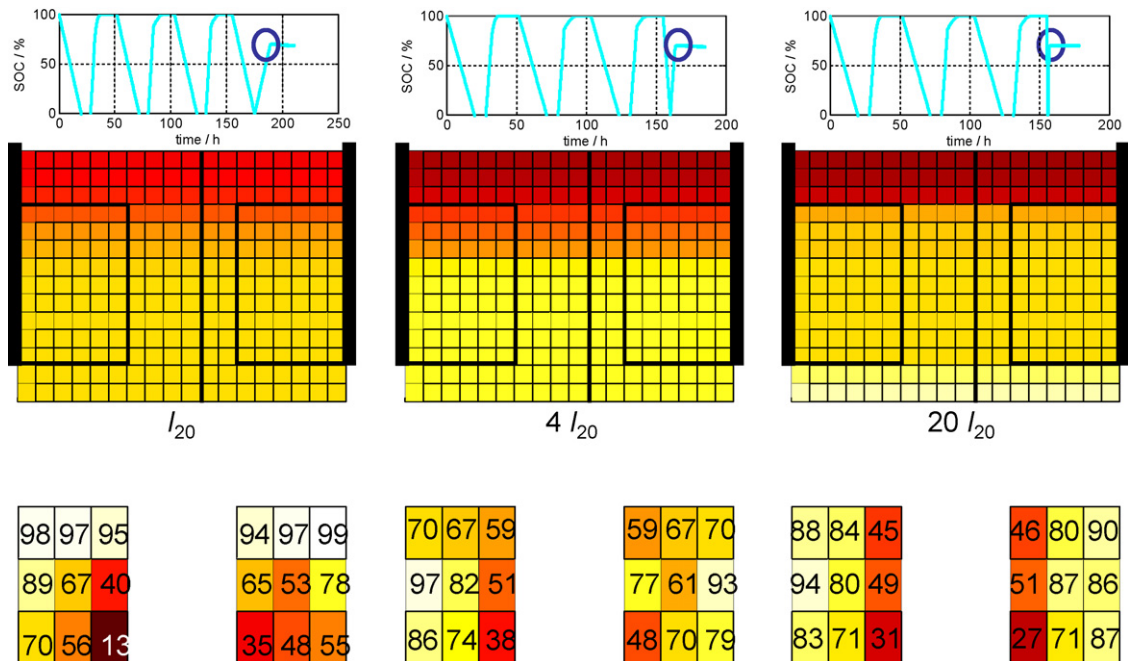 100
50
0
SOC / %
0 50 100 150 200 250
time / h
100
50
0
SOC / %
0 50 100 150 200
time / h
100
50
0
SOC / %
0 50 100 150 200
time / h
I20
4 I20
20 I20
98 97 95 94 97 99 70 67 59 59 67 70 88 84 45 46 80 90
89 67 40 65 53 78 97 82 51 77 61 93 94 80 49 51 87 86
70 56 13 35 48 55 86 74 38 48 70 79 83 71 31 27 71 87